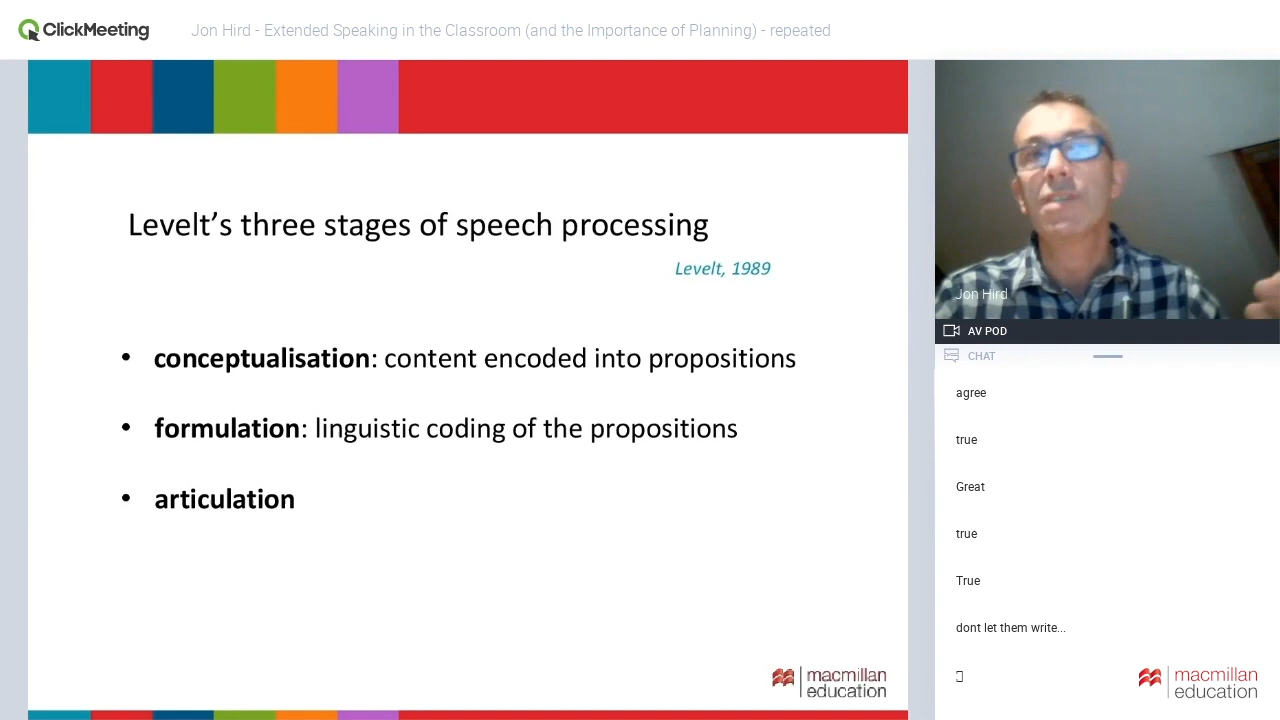 ClickMeeting
Jon Hird - Extended Speaking in the Classroom (and the Importance of Planning) - repeated
Levelt’s three stages of speech processing
Levelt, 1989
• conceptualisation: content encoded into propositions
• formulation: linguistic coding of the propositions
• articulation
macmillan
education
Jon Hird
AV POD
CHAT
agree
true
Great
true
True
dont let them write...
macmillan
education